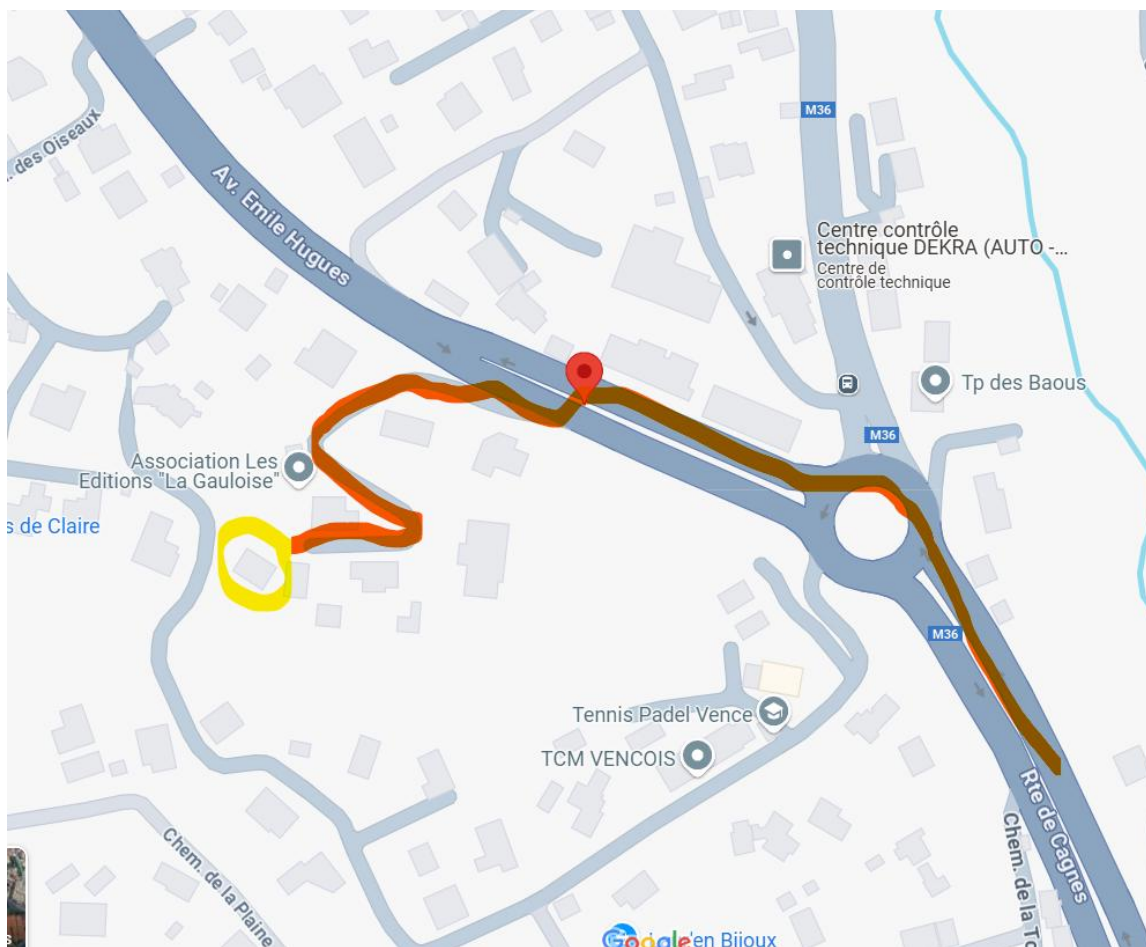 des Oiseaux
M36
Av. Emile Hugues
Centre contrôle
technique DEKRA (AUTO -...
Centre de
contrôle technique
Tp des Baous
M36
Association Les
Editions "La Gauloise"
s de Claire
M36
Tennis Padel Vence
TCM VENCOIS
Rte de Cagnes
Chem. de la Plaine
Chem. de la To
Google
'en Bijoux